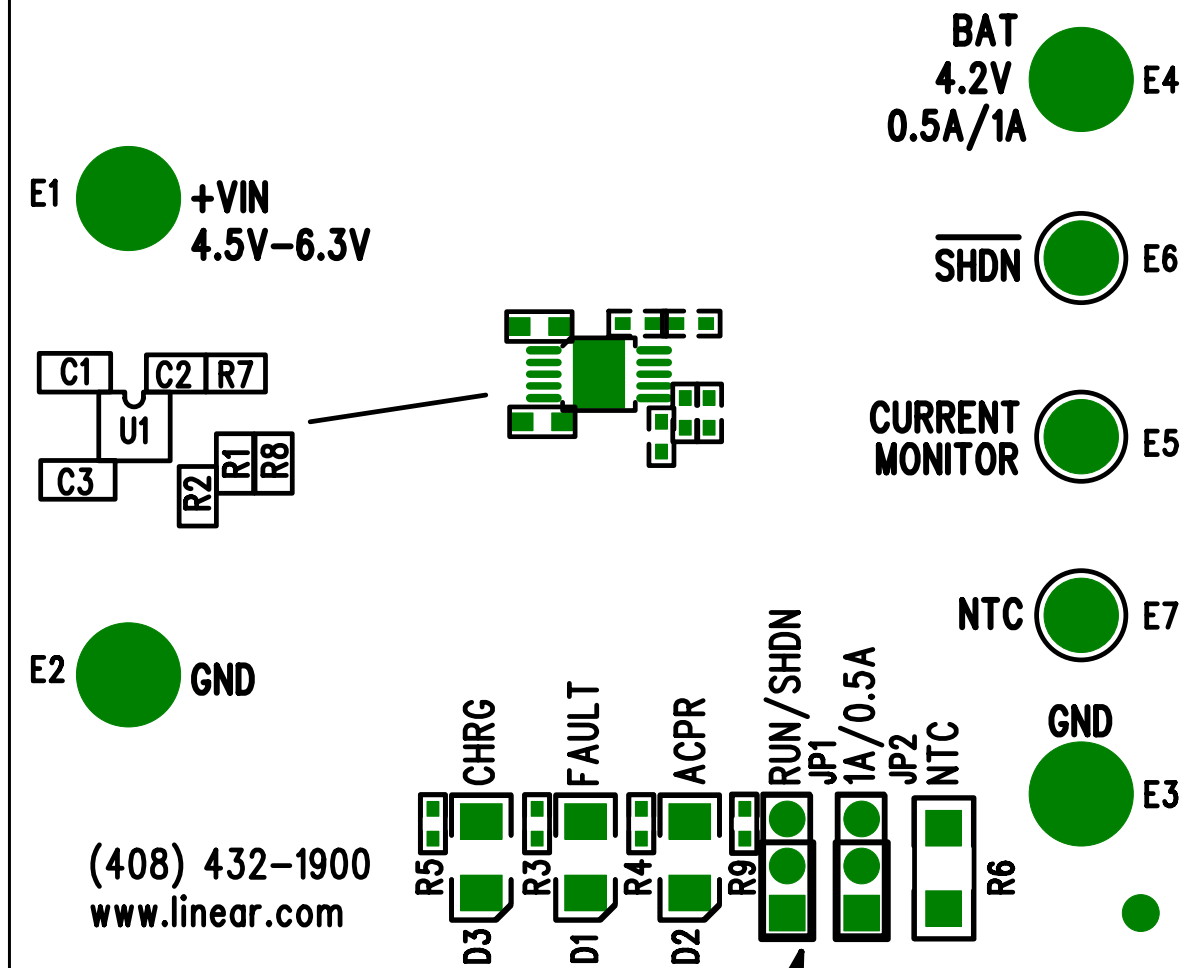 BAT
4.2V
0.5A/1A
E4
E1
+VIN
4.5V-6.3V
SHDN
E6
C1
C2
R7
U1
C3
R2
R1
R8
CURRENT
MONITOR
E5
NTC
E7
E2
GND
GND
E3
CHRG
FAULT
ACPR
RUN/SHDN
JP1
1A/0.5A
JP2
NTC
R5
R3
R4
R9
R6
D3
D1
D2
(408) 432-1900
www.linear.com